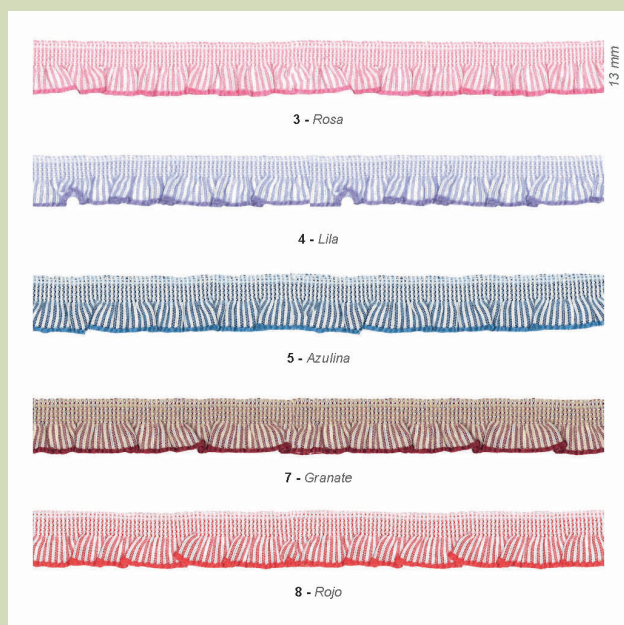 13 mm
3 - Rosa
4 - Lila
5 - Azulina
7 - Granate
8 - Rojo